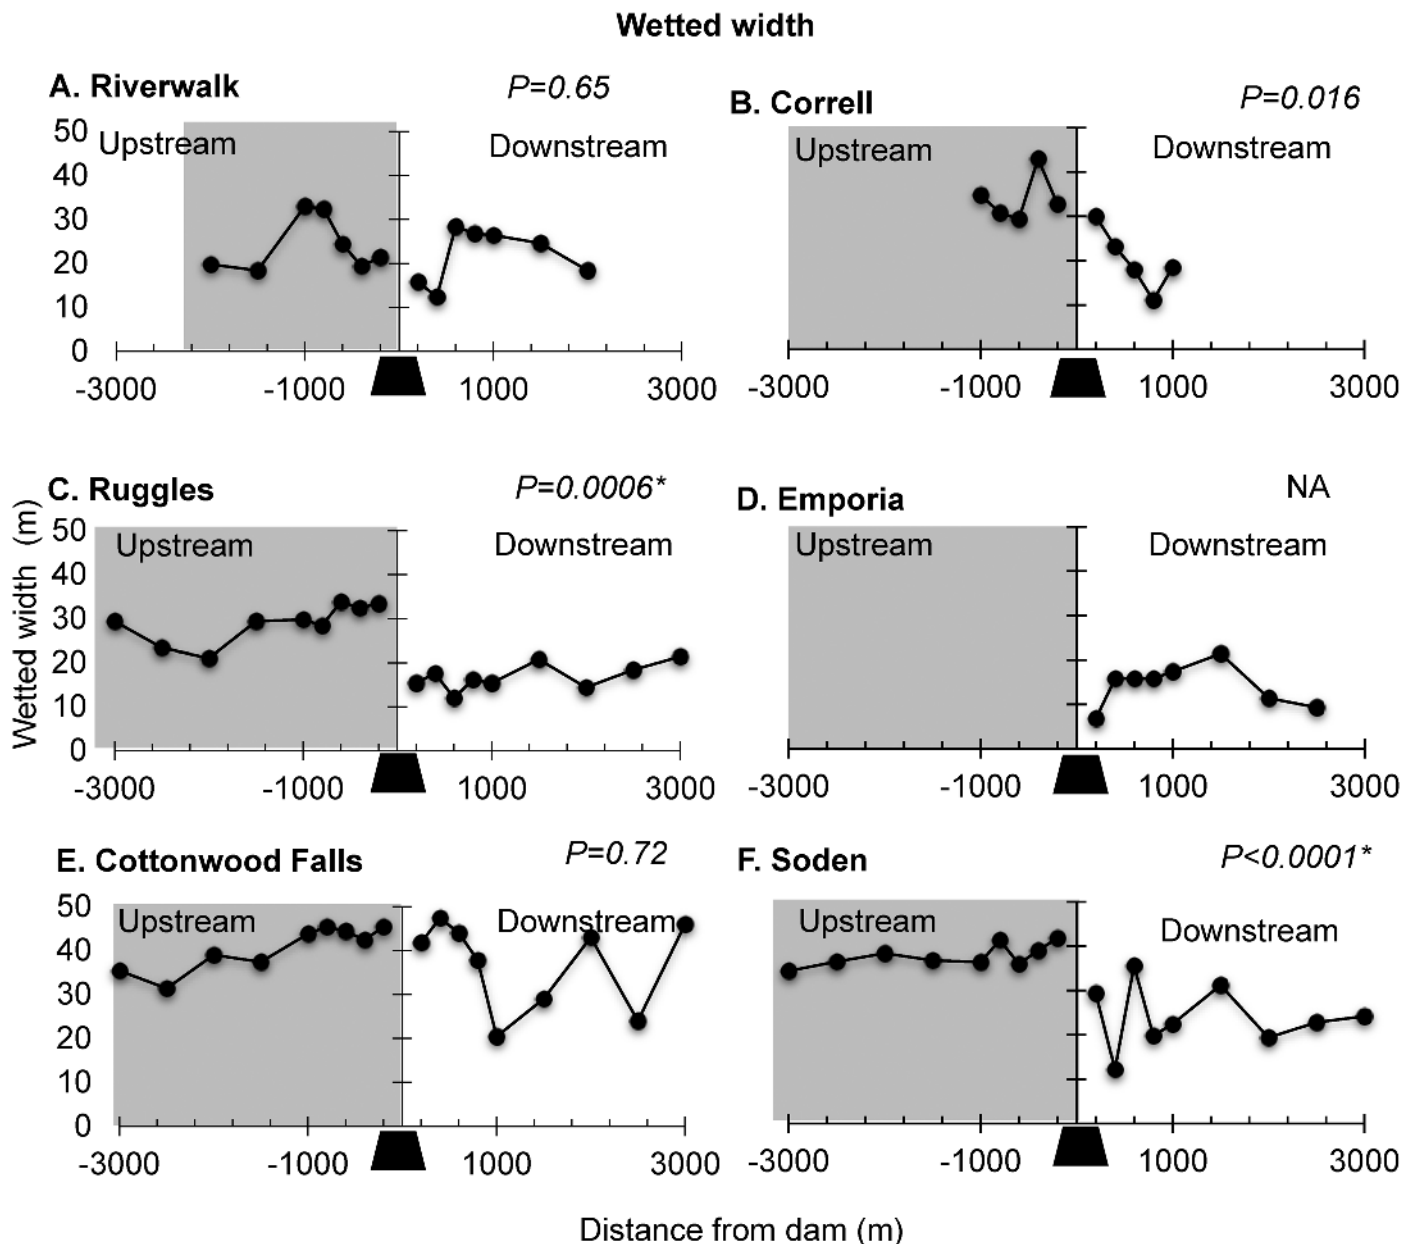 Wetted width
A. Riverwalk
P=0.65
Upstream
Downstream
50
40
30
20
10
0
-3000
-1000
1000
3000
B. Correll
P=0.016
Upstream
Downstream
-3000
-1000
1000
3000
C. Ruggles
P=0.0006*
Upstream
Downstream
50
40
30
20
10
0
-3000
-1000
1000
3000
Wetted width (m)
D. Emporia
NA
Upstream
Downstream
-3000
-1000
1000
3000
E. Cottonwood Falls
P=0.72
Upstream
Downstream
50
40
30
20
10
0
-3000
-1000
1000
3000
F. Soden
P<0.0001*
Upstream
Downstream
-3000
-1000
1000
3000
Distance from dam (m)